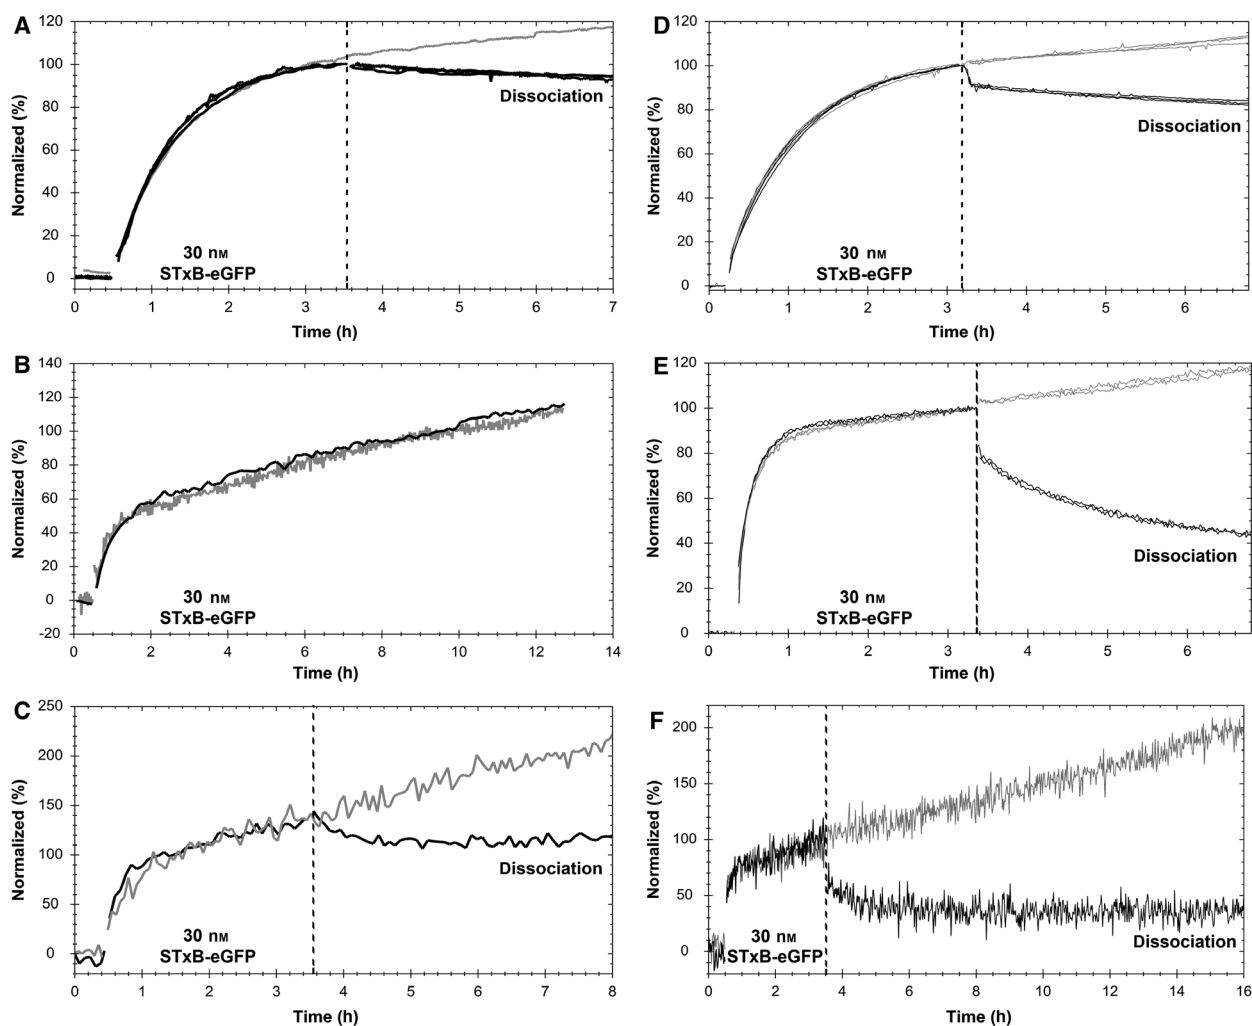 A
Normalized (%)
120
100
80
60
40
20
0
Dissociation
30 nM
STxB-eGFP
0 1 2 3 4 5 6 7
Time (h)
B
Normalized (%)
140
120
100
80
60
40
20
0
-20
30 nM
STxB-eGFP
0 2 4 6 8 10 12 14
Time (h)
C
Normalized (%)
250
200
150
100
50
0
Dissociation
30 nM
STxB-eGFP
0 1 2 3 4 5 6 7 8
Time (h)
D
Normalized (%)
120
100
80
60
40
20
0
Dissociation
30 nM
STxB-eGFP
0 1 2 3 4 5 6
Time (h)
E
Normalized (%)
120
100
80
60
40
20
0
Dissociation
30 nM
STxB-eGFP
0 1 2 3 4 5 6
Time (h)
F
Normalized (%)
200
150
100
50
0
30 nM
STxB-eGFP
Dissociation
0 2 4 6 8 10 12 14 16
Time (h)